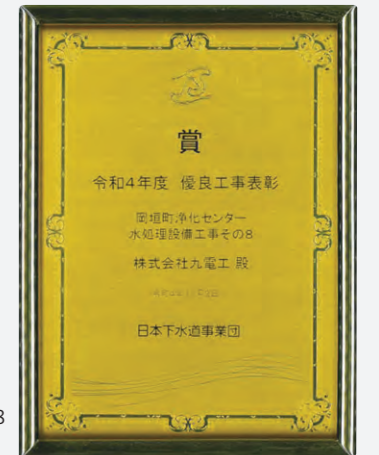 賞
令和4年度 優良工事表彰
岡垣町浄化センター
水処理設備工事その8
株式会社九電工 殿
日本下水道事業団
8